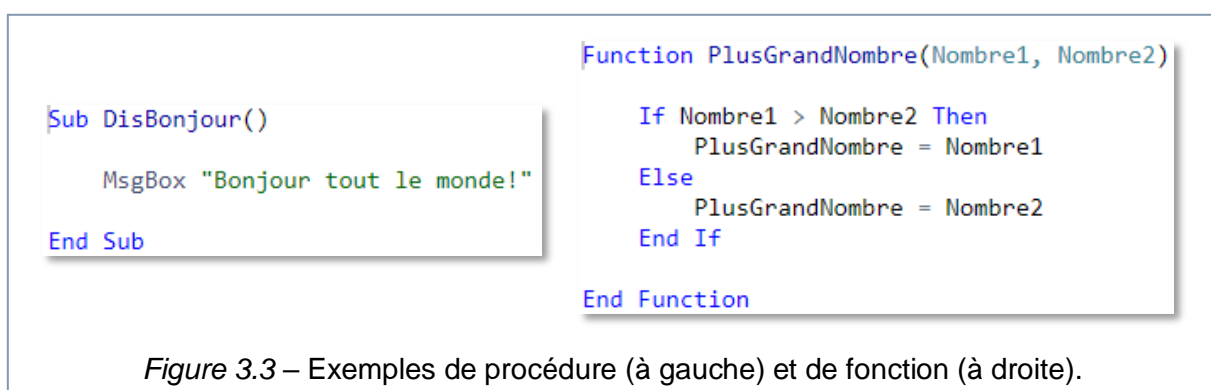 Sub DisBonjour()
MsgBox "Bonjour tout le monde!"
End Sub
Function PlusGrandNombre(Nombre1, Nombre2)
If Nombre1 > Nombre2 Then
PlusGrandNombre = Nombre1
Else
PlusGrandNombre = Nombre2
End If
End Function
Figure 3.3 – Exemples de procédure (à gauche) et de fonction (à droite).